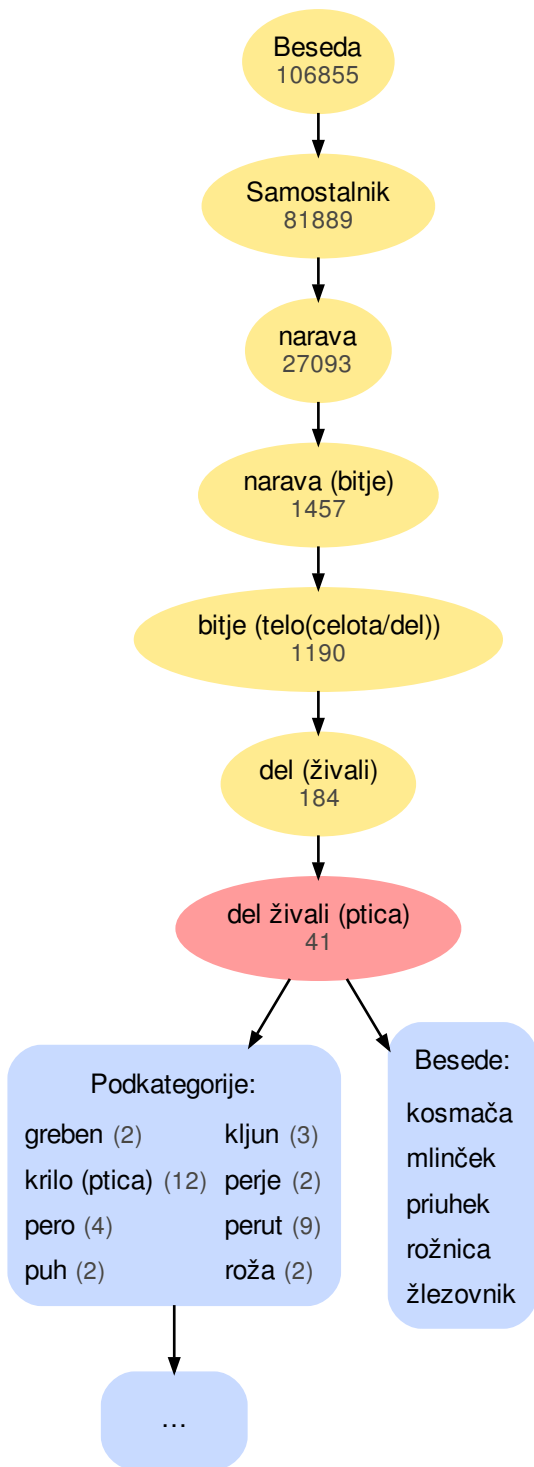 Beseda
106855
Samostalnik
81889
narava
27093
narava (bitje)
1457
bitje (telo(celota/del))
1190
del (živali)
184
del živali (ptica)
41
Podkategorije:
greben (2) kljun (3)
krilo (ptica) (12) perje (2)
pero (4) perut (9)
puh (2) roža (2)
Besede:
kosmača
mlinček
priuhek
rožnica
žlezovnik
...